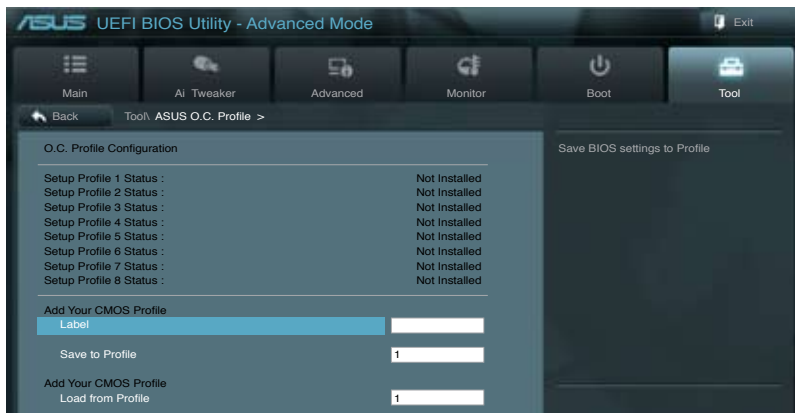 ASUS UEFI BIOS Utility - Advanced Mode
Exit
Main
Ai Tweaker
Advanced
Monitor
Boot
Tool
Back
Tool\ ASUS O.C. Profile >
O.C. Profile Configuration
Save BIOS settings to Profile
Setup Profile 1 Status : Not Installed
Setup Profile 2 Status : Not Installed
Setup Profile 3 Status : Not Installed
Setup Profile 4 Status : Not Installed
Setup Profile 5 Status : Not Installed
Setup Profile 6 Status : Not Installed
Setup Profile 7 Status : Not Installed
Setup Profile 8 Status : Not Installed
Add Your CMOS Profile
Label
Save to Profile 1
Add Your CMOS Profile
Load from Profile 1